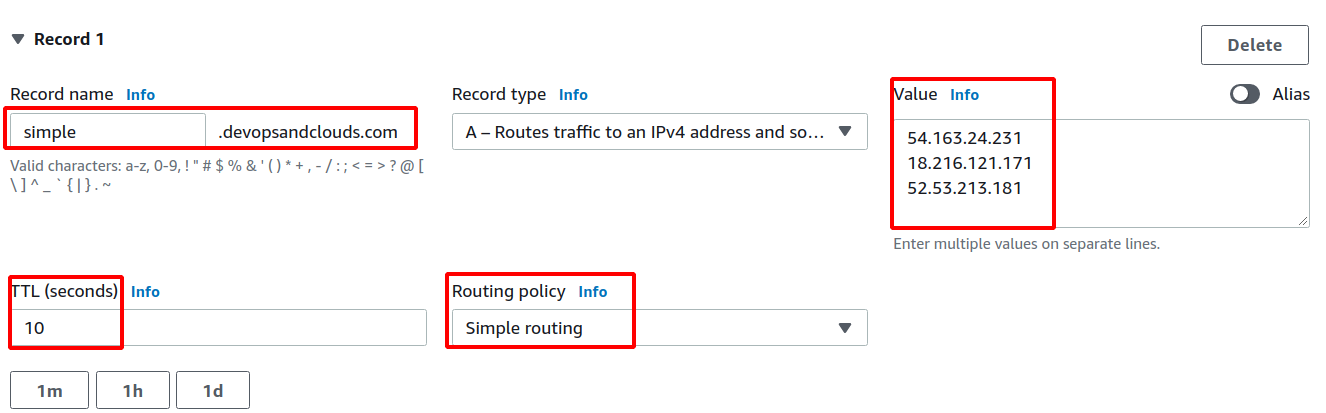 ▼ Record 1
Delete
Record name Info
simple .devopsandclouds.com
Valid characters: a-z, 0-9, ! " # $ % & ' ( ) * + , - / : ; < = > ? @ [
\ ] ^ _ ` { | } . ~
Record type Info
A – Routes traffic to an IPv4 address and so...
Value Info
Alias
54.163.24.231
18.216.121.171
52.53.213.181
Enter multiple values on separate lines.
TTL (seconds) Info
10
1m 1h 1d
Routing policy Info
Simple routing